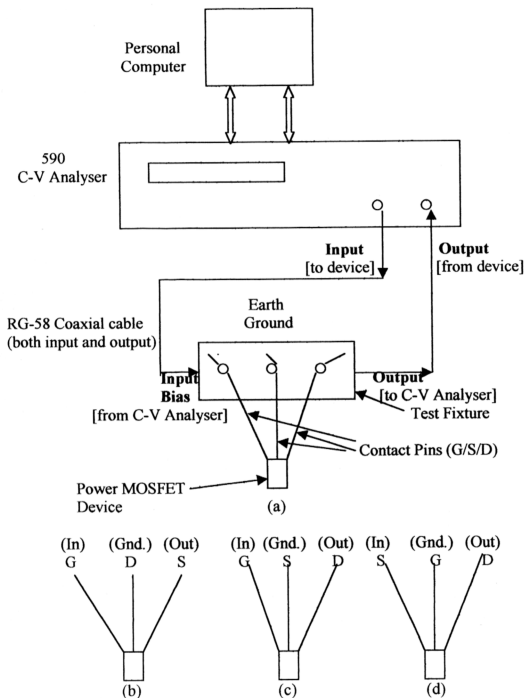 Personal
Computer
590
C-V Analyser
Input
[to device]
Output
[from device]
RG-58 Coaxial cable
(both input and output)
Earth
Ground
Input
Bias
[from C-V Analyser]
Output
[to C-V Analyser]
Test Fixture
Contact Pins (G/S/D)
Power MOSFET
Device
(a)
(In) (Gnd.) (Out)
G D S
(b)
(In) (Gnd.) (Out)
G S D
(c)
(In) (Gnd.) (Out)
S G D
(d)